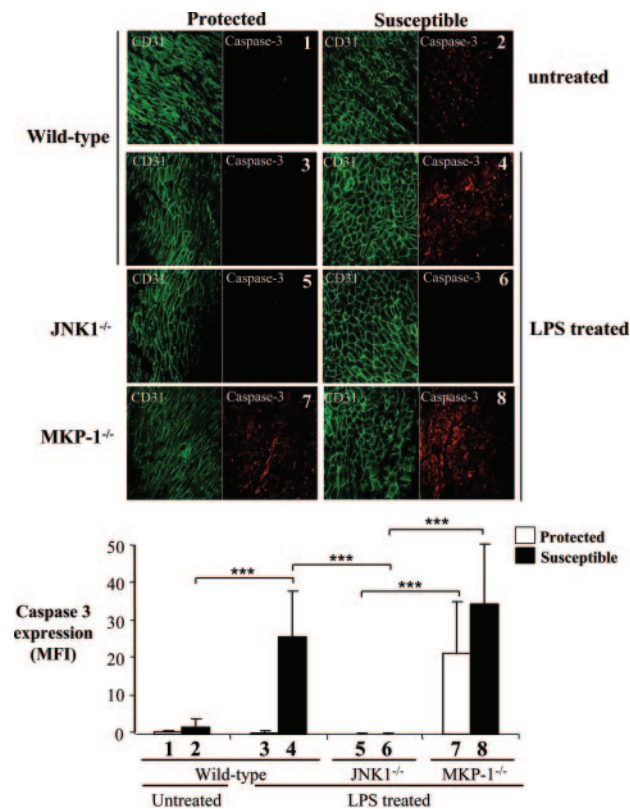 Protected Susceptible
CD31 Caspase-3 1 CD31 Caspase-3 2
untreated
Wild-type
CD31 Caspase-3 3 CD31 Caspase-3 4
CD31 Caspase-3 5 CD31 Caspase-3 6
JNK1-/-
LPS treated
CD31 Caspase-3 7 CD31 Caspase-3 8
MKP-1-/-
*** *** *** ***
Protected
Susceptible
Caspase 3
expression
(MFI)
50
40
30
20
10
0
1 2 3 4 5 6 7 8
Wild-type JNK1-/- MKP-1-/-
Untreated LPS treated